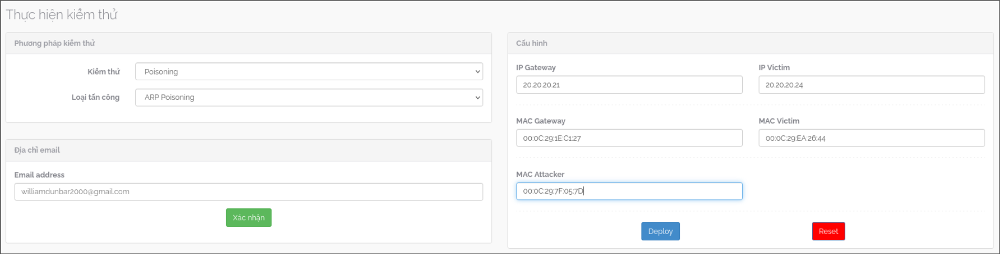 Thực hiện kiểm thử
Phương pháp kiểm thử
Kiểm thử
Poisoning
Loại tấn công
ARP Poisoning
Địa chỉ email
Email address
williamdunbar2000@gmail.com
Xác nhận
Cấu hình
IP Gateway
IP Victim
20.20.20.21
20.20.20.24
MAC Gateway
MAC Victim
00:0C:29:1E:C1:27
00:0C:29:EA:26:44
MAC Attacker
00:0C:29:7F:05:7D
Deploy
Reset